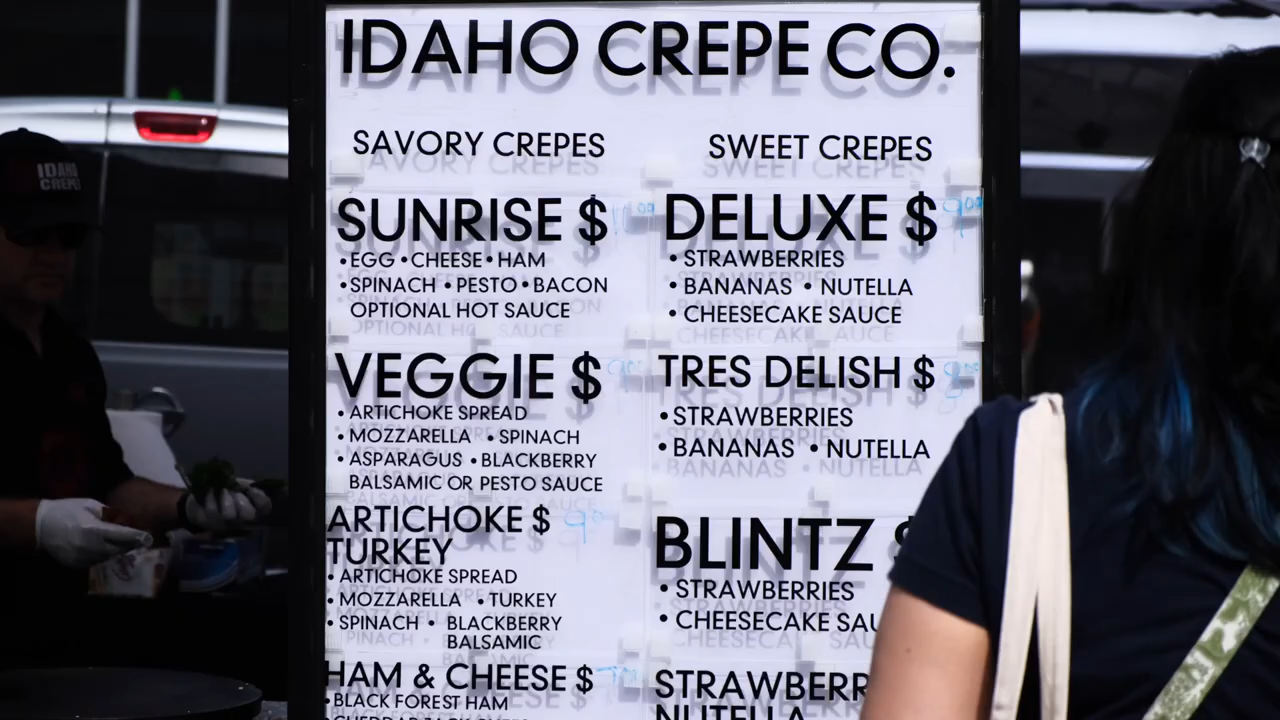 IDAHO CREPE CO.
IDAHO
CREPE
SAVORY CREPES
SUNRISE $
• EGG • CHEESE • HAM
• SPINACH • PESTO • BACON
OPTIONAL HOT SAUCE
VEGGIE $
• ARTICHOKE SPREAD
• MOZZARELLA • SPINACH
• ASPARAGUS • BLACKBERRY
BALSAMIC OR PESTO SAUCE
ARTICHOKE $
TURKEY
• ARTICHOKE SPREAD
• MOZZARELLA • TURKEY
• SPINACH • BLACKBERRY
BALSAMIC
HAM & CHEESE $
• BLACK FOREST HAM
SWEET CREPES
DELUXE $
• STRAWBERRIES
• BANANAS • NUTELLA
• CHEESECAKE SAUCE
TRES DELISH $
• STRAWBERRIES
• BANANAS • NUTELLA
BLINTZ $
• STRAWBERRIES
• CHEESECAKE SAU
STRAWBERR
NUTELLA